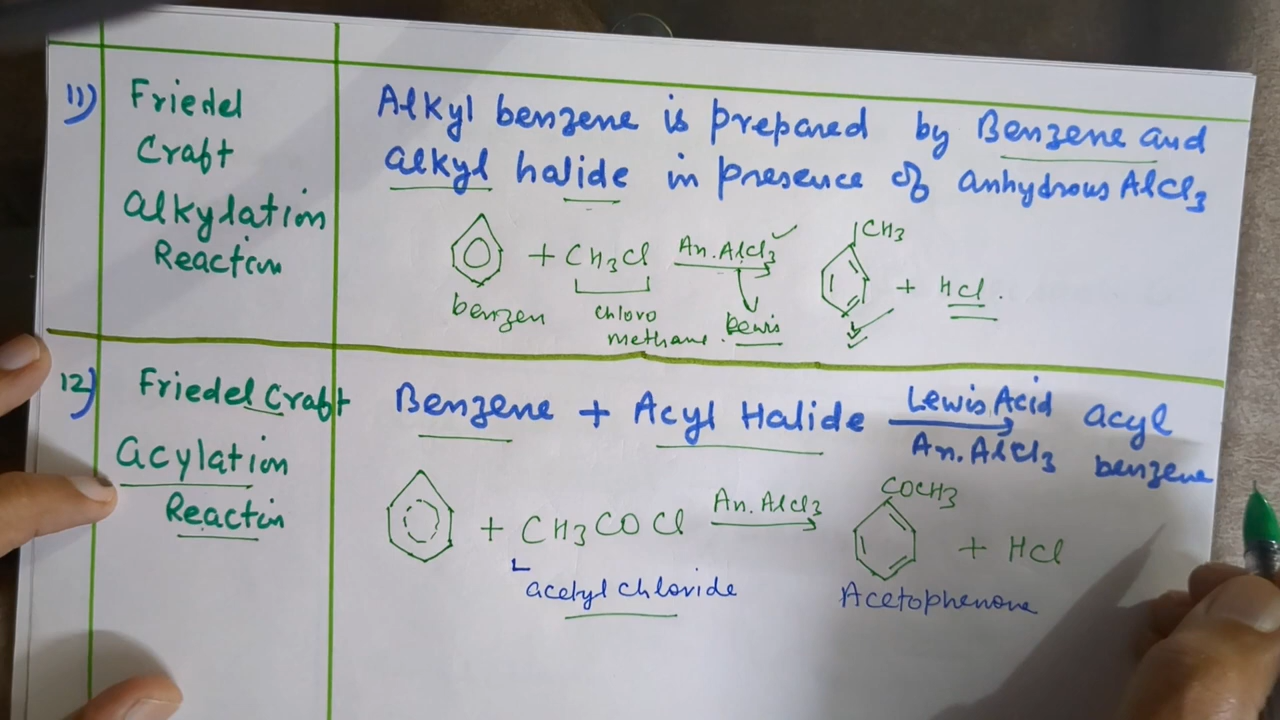 11) Friedel
Craft
Alkylation
Reaction
Alkyl benzene is prepared by Benzene and
alkyl halide in presence of anhydrous AlCl3
+ CH3Cl An. AlCl3 CH3 + HCl.
benzen chloro
methane. Lewis
12) Friedel Craft
acylation
Reactin
Benzene + Acyl Halide Lewis Acid acyl
An. AlCl3 benzene
+ CH3COCl An. AlCl3 COCH3 + HCl
acetyl chloride Acetophenone